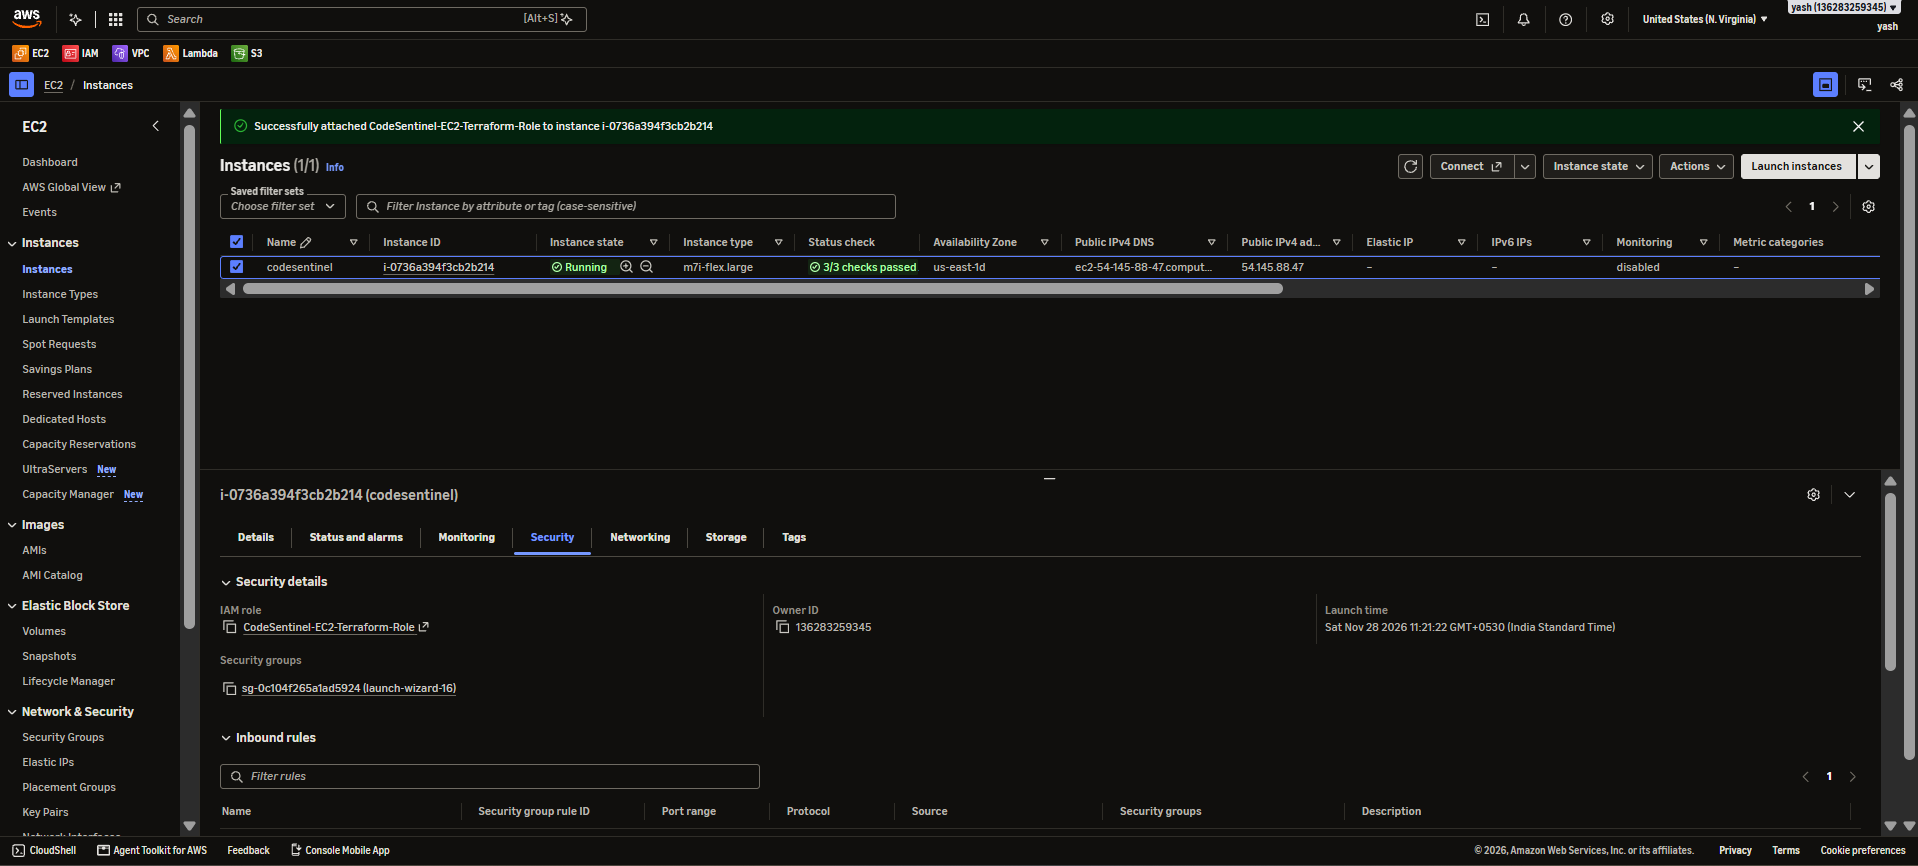 aws
Search [Alt+S]
United States (N. Virginia)
yash (136283259345)
yash
EC2 IAM VPC Lambda S3
EC2 / Instances
EC2
Dashboard
AWS Global View
Events
Instances
Instances
Instance Types
Launch Templates
Spot Requests
Savings Plans
Reserved Instances
Dedicated Hosts
Capacity Reservations
UltraServers New
Capacity Manager New
Images
AMIs
AMI Catalog
Elastic Block Store
Volumes
Snapshots
Lifecycle Manager
Network & Security
Security Groups
Elastic IPs
Placement Groups
Key Pairs
Network Interfaces
Successfully attached CodeSentinel-EC2-Terraform-Role to instance i-0736a394f3cb2b214
Instances (1/1) Info
Connect Instance state Actions Launch instances
Saved filter sets
Choose filter set
Filter Instance by attribute or tag (case-sensitive)
1
Name Instance ID Instance state Instance type Status check Availability Zone Public IPv4 DNS Public IPv4 ad... Elastic IP IPv6 IPs Monitoring Metric categories
codesentinel i-0736a394f3cb2b214 Running m7i-flex.large 3/3 checks passed us-east-1d ec2-54-145-88-47.comput... 54.145.88.47 – – disabled –
i-0736a394f3cb2b214 (codesentinel)
Details Status and alarms Monitoring Security Networking Storage Tags
Security details
IAM role
CodeSentinel-EC2-Terraform-Role
Owner ID
136283259345
Launch time
Sat Nov 28 2026 11:21:22 GMT+0530 (India Standard Time)
Security groups
sg-0c104f265a1ad5924 (launch-wizard-16)
Inbound rules
Filter rules
1
Name Security group rule ID Port range Protocol Source Security groups Description
CloudShell Agent Toolkit for AWS Feedback Console Mobile App
© 2026, Amazon Web Services, Inc. or its affiliates. Privacy Terms Cookie preferences